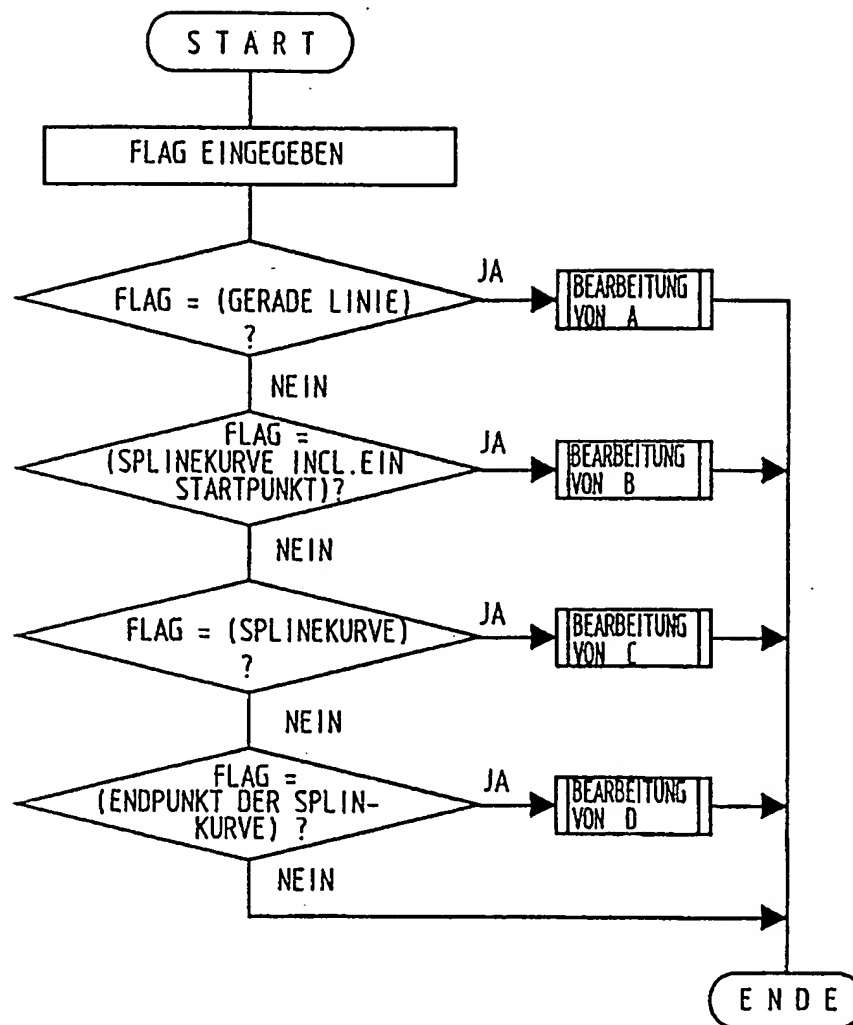 START
FLAG EINGEGEBEN
FLAG = (GERADE LINIE)
?
JA
BEARBEITUNG
VON A
NEIN
FLAG =
(SPLINEKURVE INCL.EIN
STARTPUNKT)?
JA
BEARBEITUNG
VON B
NEIN
FLAG = (SPLINEKURVE)
?
JA
BEARBEITUNG
VON C
NEIN
FLAG =
(ENDPUNKT DER SPLIN-
KURVE) ?
JA
BEARBEITUNG
VON D
NEIN
ENDE